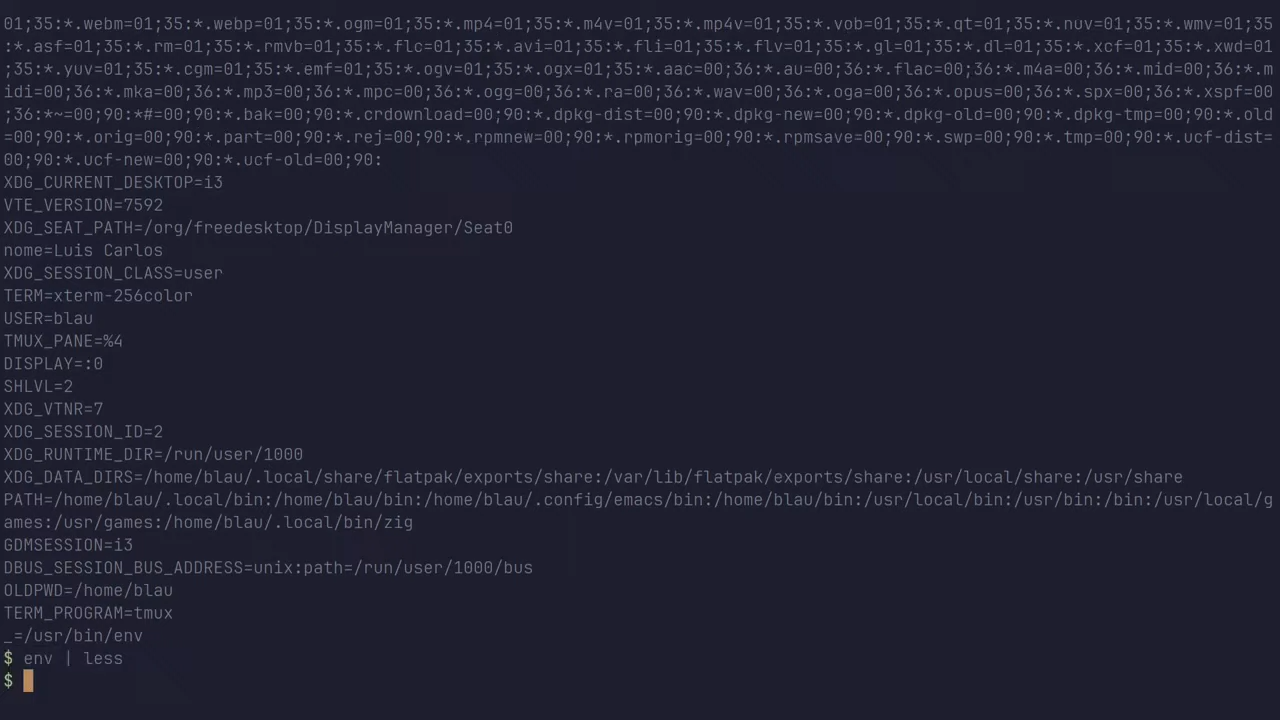 01;35:*.webm=01;35:*.webp=01;35:*.ogm=01;35:*.mp4=01;35:*.m4v=01;35:*.mp4v=01;35:*.vob=01;35:*.qt=01;35:*.nuv=01;35:*.wmv=01;35
:*.asf=01;35:*.rm=01;35:*.rmvb=01;35:*.flc=01;35:*.avi=01;35:*.fli=01;35:*.flv=01;35:*.gl=01;35:*.dl=01;35:*.xcf=01;35:*.xwd=01
;35:*.yuv=01;35:*.cgm=01;35:*.emf=01;35:*.ogv=01;35:*.ogx=01;35:*.aac=00;36:*.au=00;36:*.flac=00;36:*.m4a=00;36:*.mid=00;36:*.m
idi=00;36:*.mka=00;36:*.mp3=00;36:*.mpc=00;36:*.ogg=00;36:*.ra=00;36:*.wav=00;36:*.oga=00;36:*.opus=00;36:*.spx=00;36:*.xspf=00
;36:*~=00;90:*#=00;90:*.bak=00;90:*.crdownload=00;90:*.dpkg-dist=00;90:*.dpkg-new=00;90:*.dpkg-old=00;90:*.dpkg-tmp=00;90:*.old
=00;90:*.orig=00;90:*.part=00;90:*.rej=00;90:*.rpmnew=00;90:*.rpmorig=00;90:*.rpmsave=00;90:*.swp=00;90:*.tmp=00;90:*.ucf-dist=
00;90:*.ucf-new=00;90:*.ucf-old=00;90:
XDG_CURRENT_DESKTOP=i3
VTE_VERSION=7592
XDG_SEAT_PATH=/org/freedesktop/DisplayManager/Seat0
nome=Luis Carlos
XDG_SESSION_CLASS=user
TERM=xterm-256color
USER=blau
TMUX_PANE=%4
DISPLAY=:0
SHLVL=2
XDG_VTNR=7
XDG_SESSION_ID=2
XDG_RUNTIME_DIR=/run/user/1000
XDG_DATA_DIRS=/home/blau/.local/share/flatpak/exports/share:/var/lib/flatpak/exports/share:/usr/local/share:/usr/share
PATH=/home/blau/.local/bin:/home/blau/bin:/home/blau/.config/emacs/bin:/home/blau/bin:/usr/local/bin:/usr/bin:/bin:/usr/local/g
ames:/usr/games:/home/blau/.local/bin/zig
GDMSESSION=i3
DBUS_SESSION_BUS_ADDRESS=unix:path=/run/user/1000/bus
OLDPWD=/home/blau
TERM_PROGRAM=tmux
_=/usr/bin/env
$ env | less
$